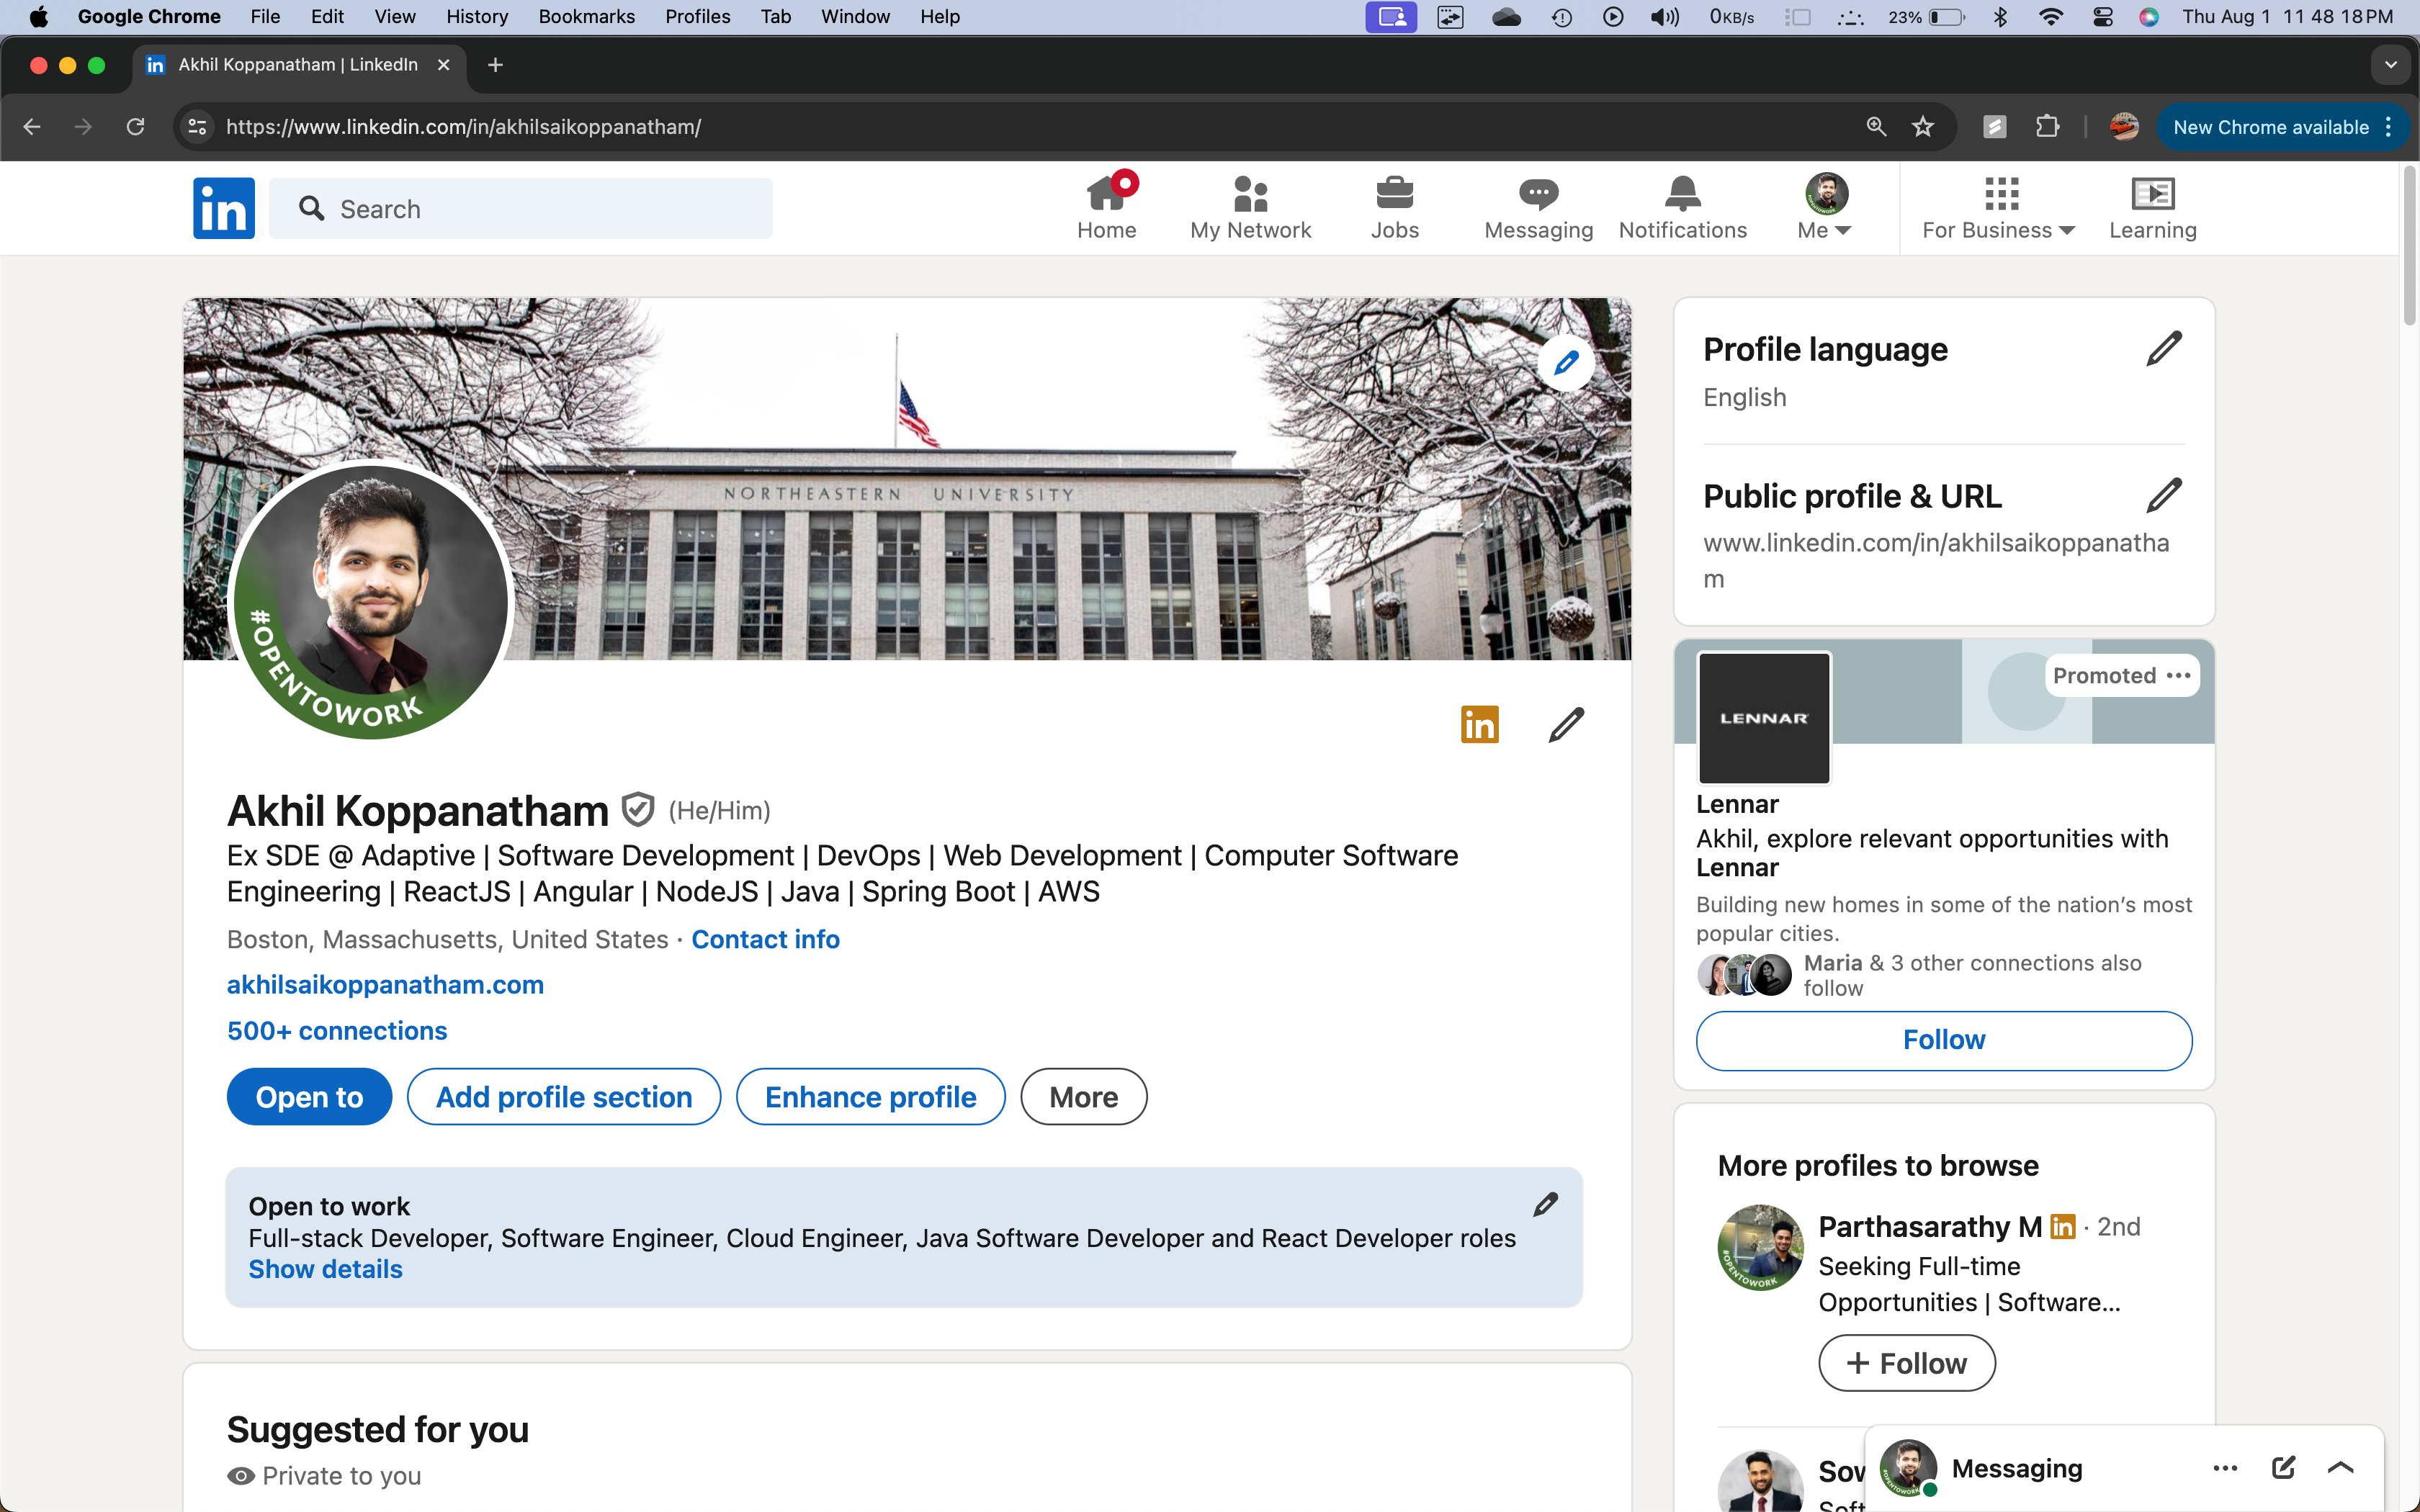 Google Chrome File Edit View History Bookmarks Profiles Tab Window Help 0KB/s 23% Thu Aug 1 11 48 18 PM
in Akhil Koppanatham | LinkedIn
https://www.linkedin.com/in/akhilsaikoppanatham/
New Chrome available
in Search
Home My Network Jobs Messaging Notifications Me For Business Learning
NORTHEASTERN UNIVERSITY
#OPENTOWORK
in
Akhil Koppanatham (He/Him)
Ex SDE @ Adaptive | Software Development | DevOps | Web Development | Computer Software
Engineering | ReactJS | Angular | NodeJS | Java | Spring Boot | AWS
Boston, Massachusetts, United States · Contact info
akhilsaikoppanatham.com
500+ connections
Open to Add profile section Enhance profile More
Open to work
Full-stack Developer, Software Engineer, Cloud Engineer, Java Software Developer and React Developer roles
Show details
Suggested for you
Private to you
Profile language
English
Public profile & URL
www.linkedin.com/in/akhilsaikoppanatha
m
Promoted
LENNAR
Lennar
Akhil, explore relevant opportunities with
Lennar
Building new homes in some of the nation's most
popular cities.
Maria & 3 other connections also
follow
Follow
More profiles to browse
#OPENTOWORK
Parthasarathy M in · 2nd
Seeking Full-time
Opportunities | Software...
+ Follow
Messaging